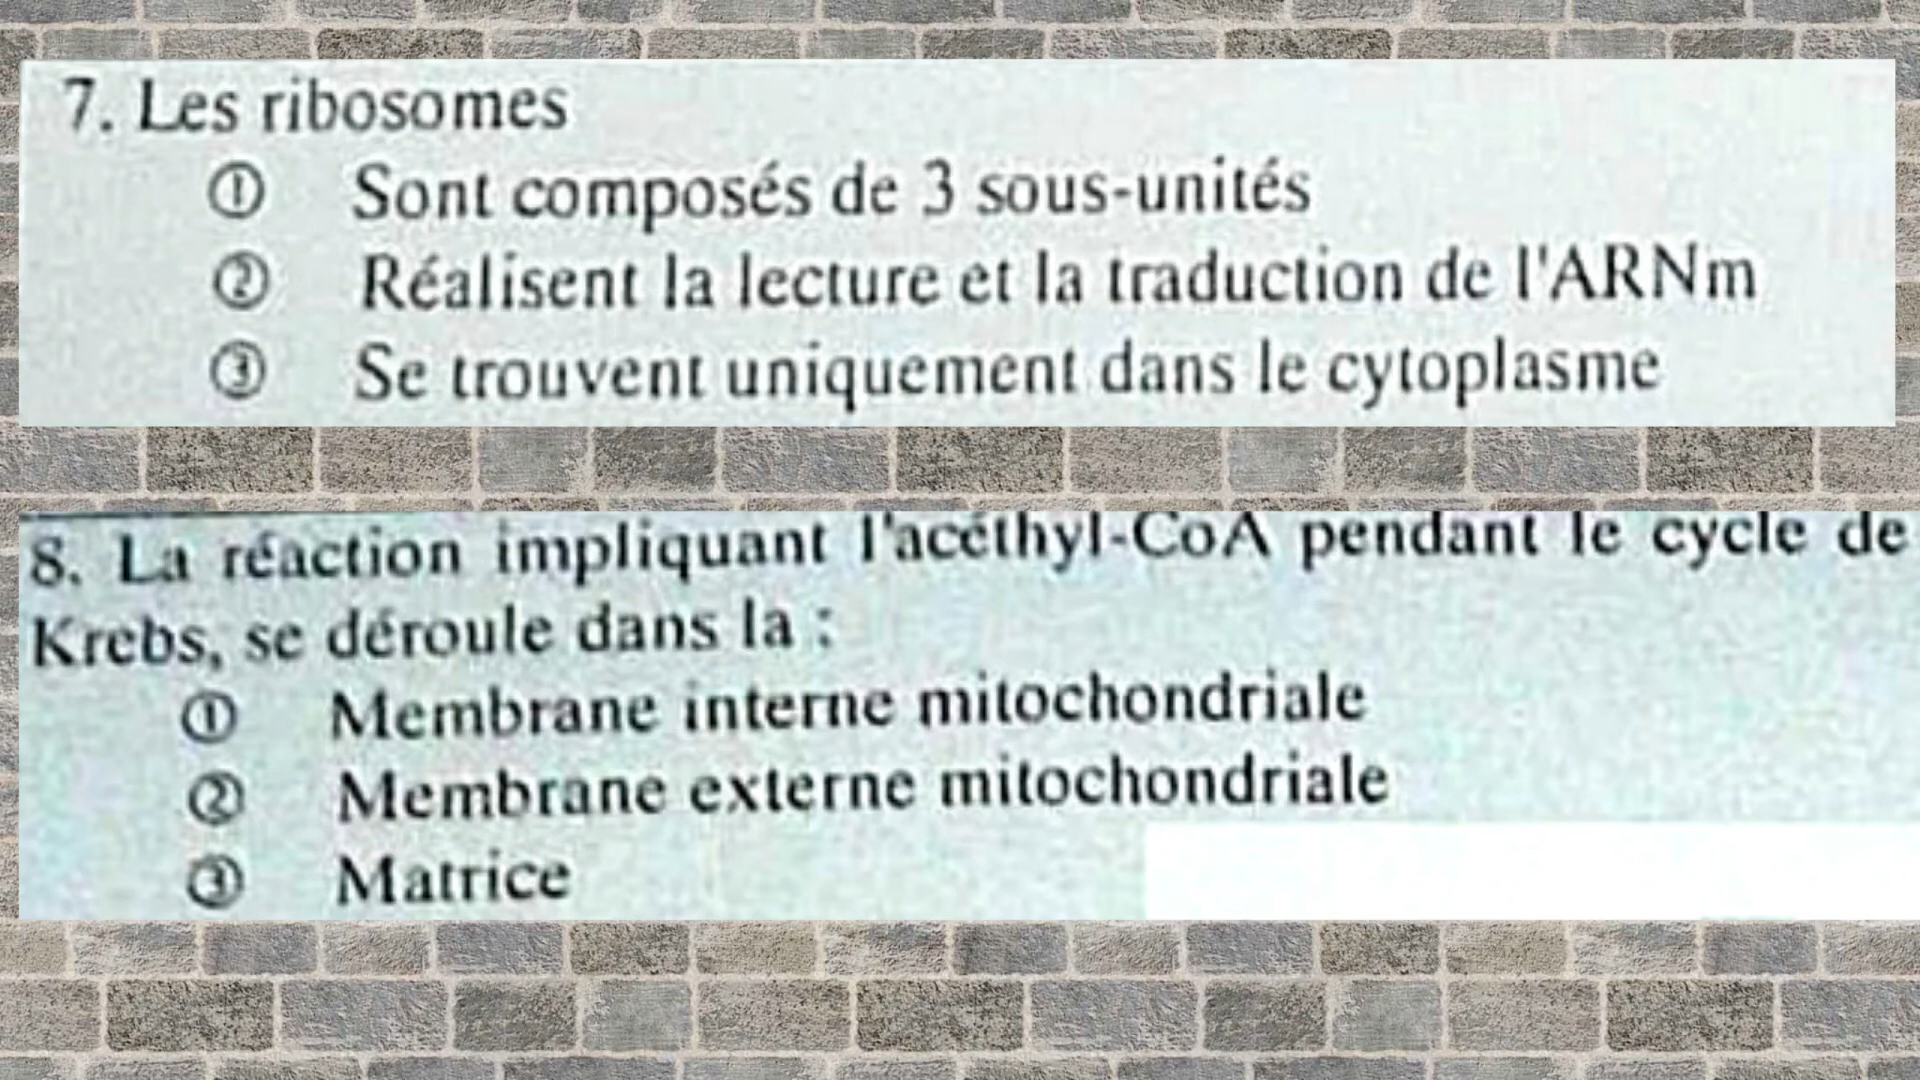 7. Les ribosomes
① Sont composés de 3 sous-unités
② Réalisent la lecture et la traduction de l'ARNm
③ Se trouvent uniquement dans le cytoplasme
8. La réaction impliquant l'acéthyl-CoA pendant le cycle de
Krebs, se déroule dans la :
① Membrane interne mitochondriale
② Membrane externe mitochondriale
③ Matrice